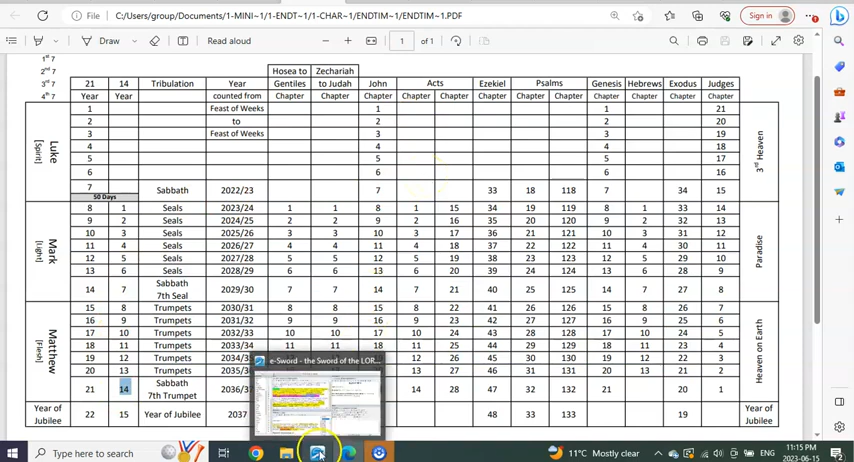 File | C:/Users/group/Documents/1-MINI~1/1-ENDT~1/1-CHAR~1/ENDTIM~1/ENDTIM~1.PDF Sign in
Draw Read aloud 1 of 1
1st 7
2nd 7 Hosea to Zechariah
3rd 7 21 14 Tribulation Year Gentiles to Judah John Acts Ezekiel Psalms Genesis Hebrews Exodus Judges
4th 7 Year Year counted from Chapter Chapter Chapter Chapter Chapter Chapter Chapter Chapter Chapter Chapter Chapter Chapter
Luke
[Spirit]
1 Feast of Weeks 1 1 21
2 to 2 2 20
3 Feast of Weeks 3 3 19
4 4 4 18
5 5 5 17
6 6 6 16
7 Sabbath 2022/23 7 33 18 118 7 34 15
50 Days
3rd Heaven
Mark
[Light]
8 1 Seals 2023/24 1 1 8 1 15 34 19 119 8 1 33 14
9 2 Seals 2024/25 2 2 9 2 16 35 20 120 9 2 32 13
10 3 Seals 2025/26 3 3 10 3 17 36 21 121 10 3 31 12
11 4 Seals 2026/27 4 4 11 4 18 37 22 122 11 4 30 11
12 5 Seals 2027/28 5 5 12 5 19 38 23 123 12 5 29 10
13 6 Seals 2028/29 6 6 13 6 20 39 24 124 13 6 28 9
14 7 Sabbath 7th Seal 2029/30 7 7 14 7 21 40 25 125 14 7 27 8
Paradise
Matthew
[Flesh]
15 8 Trumpets 2030/31 8 8 15 8 22 41 26 126 15 8 26 7
16 9 Trumpets 2031/32 9 9 16 9 23 42 27 127 16 9 25 6
17 10 Trumpets 2032/33 10 10 17 10 24 43 28 128 17 10 24 5
18 11 Trumpets 2033/34 11 11 18 11 25 44 29 129 18 11 23 4
19 12 Trumpets 2034/3 12 26 45 30 130 19 12 22 3
20 13 Trumpets 2035/3 13 27 46 31 131 20 13 21 2
21 14 Sabbath 7th Trumpet 2036/3 14 28 47 32 132 21 20 1
Heaven on Earth
Year of Jubilee 22 15 Year of Jubilee 2037 48 33 133 19 Year of Jubilee
e-Sword - the Sword of the LOR...
Type here to search 11°C Mostly clear 11:15 PM
2023-06-15 2